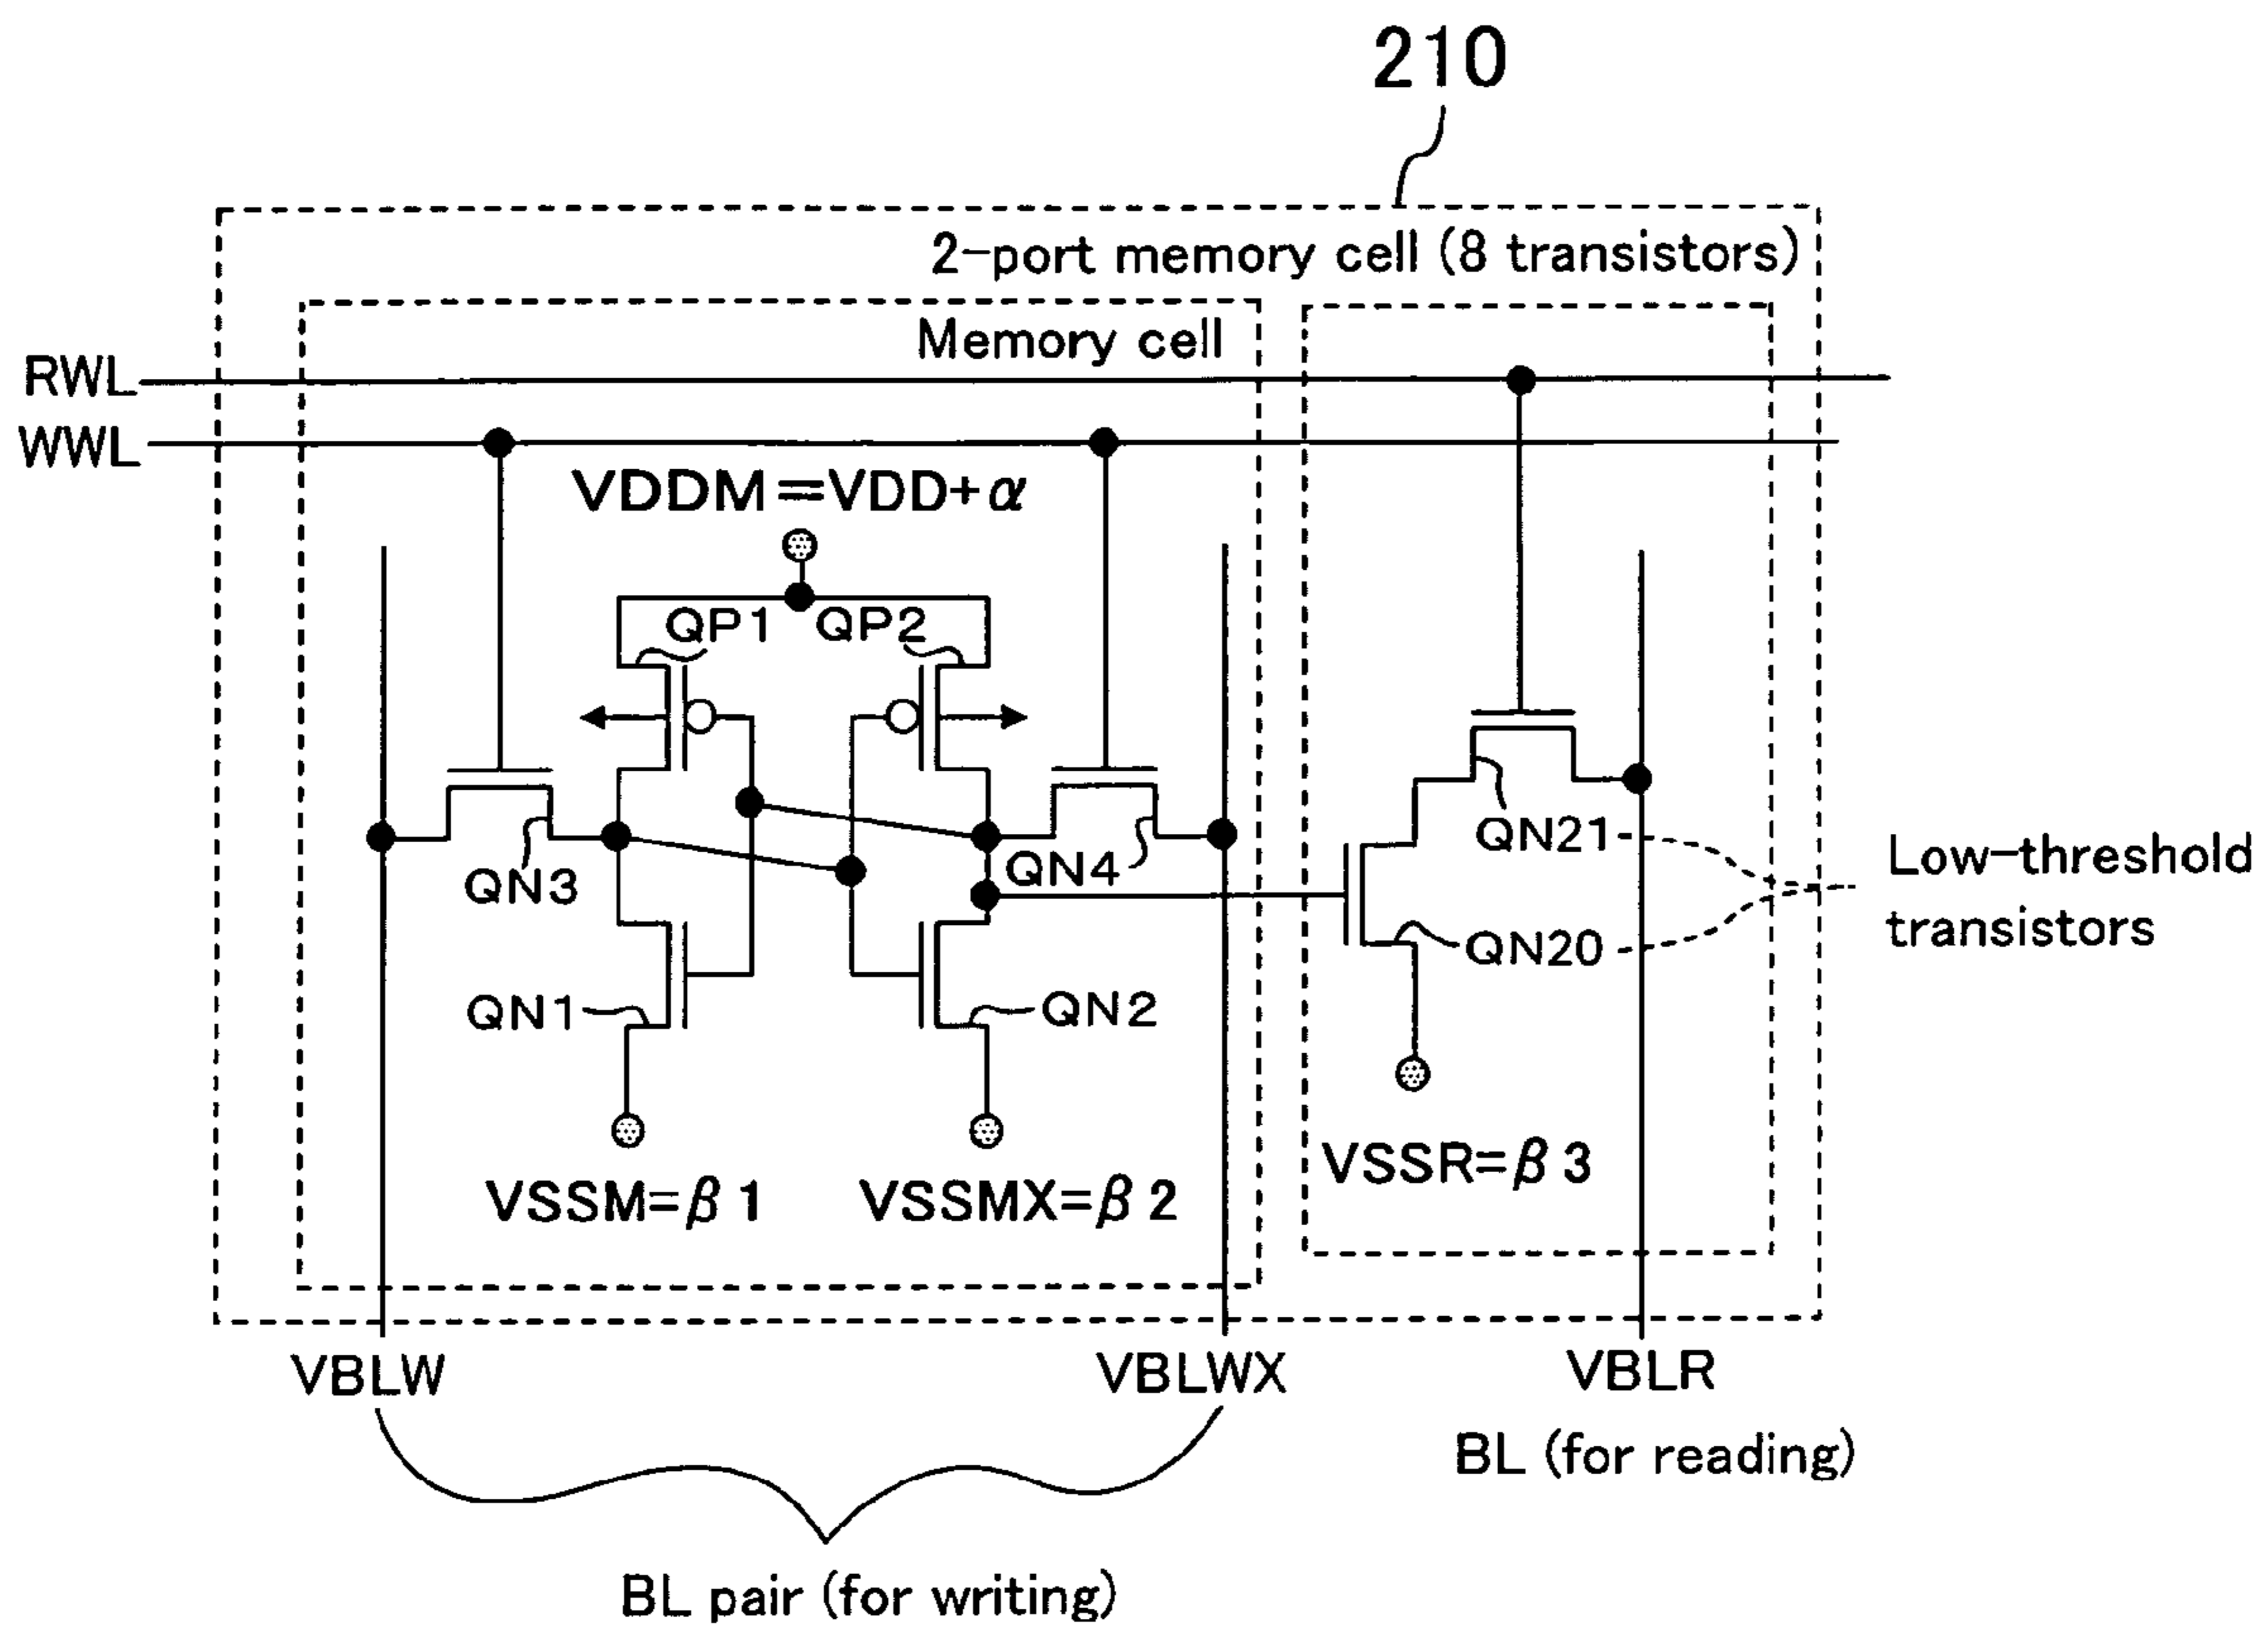 210
2-port memory cell (8 transistors)
Memory cell
RWL
WWL
VDDM=VDD+α
QP1 QP2
QN3
QN4
QN21
Low-threshold
transistors
QN20
QN1
QN2
VSSM=β1
VSSMX=β2
VSSR=β3
VBLW
VBLWX
VBLR
BL (for reading)
BL pair (for writing)